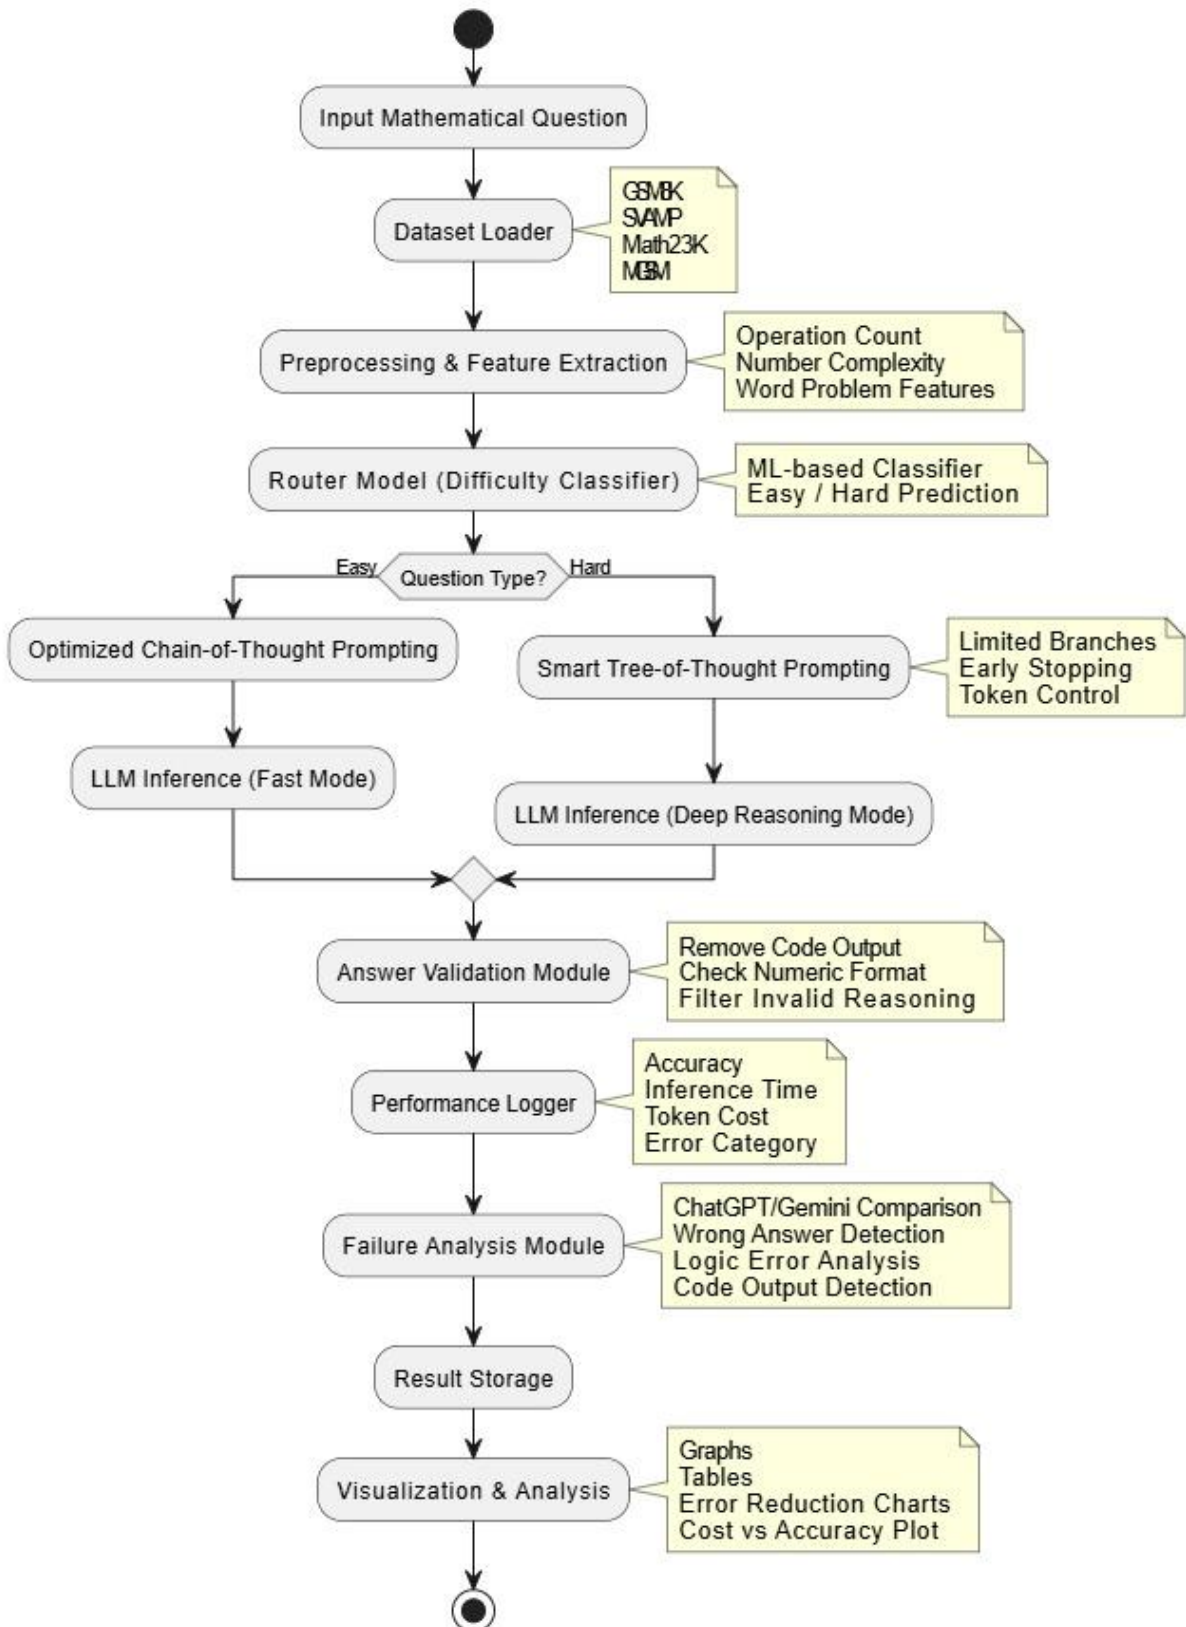 Input Mathematical Question
Dataset Loader
GSM8K
SVAMP
Math23K
MGSM
Preprocessing & Feature Extraction
Operation Count
Number Complexity
Word Problem Features
Router Model (Difficulty Classifier)
ML-based Classifier
Easy / Hard Prediction
Easy
Question Type?
Hard
Optimized Chain-of-Thought Prompting
Smart Tree-of-Thought Prompting
Limited Branches
Early Stopping
Token Control
LLM Inference (Fast Mode)
LLM Inference (Deep Reasoning Mode)
Answer Validation Module
Remove Code Output
Check Numeric Format
Filter Invalid Reasoning
Performance Logger
Accuracy
Inference Time
Token Cost
Error Category
Failure Analysis Module
ChatGPT/Gemini Comparison
Wrong Answer Detection
Logic Error Analysis
Code Output Detection
Result Storage
Visualization & Analysis
Graphs
Tables
Error Reduction Charts
Cost vs Accuracy Plot